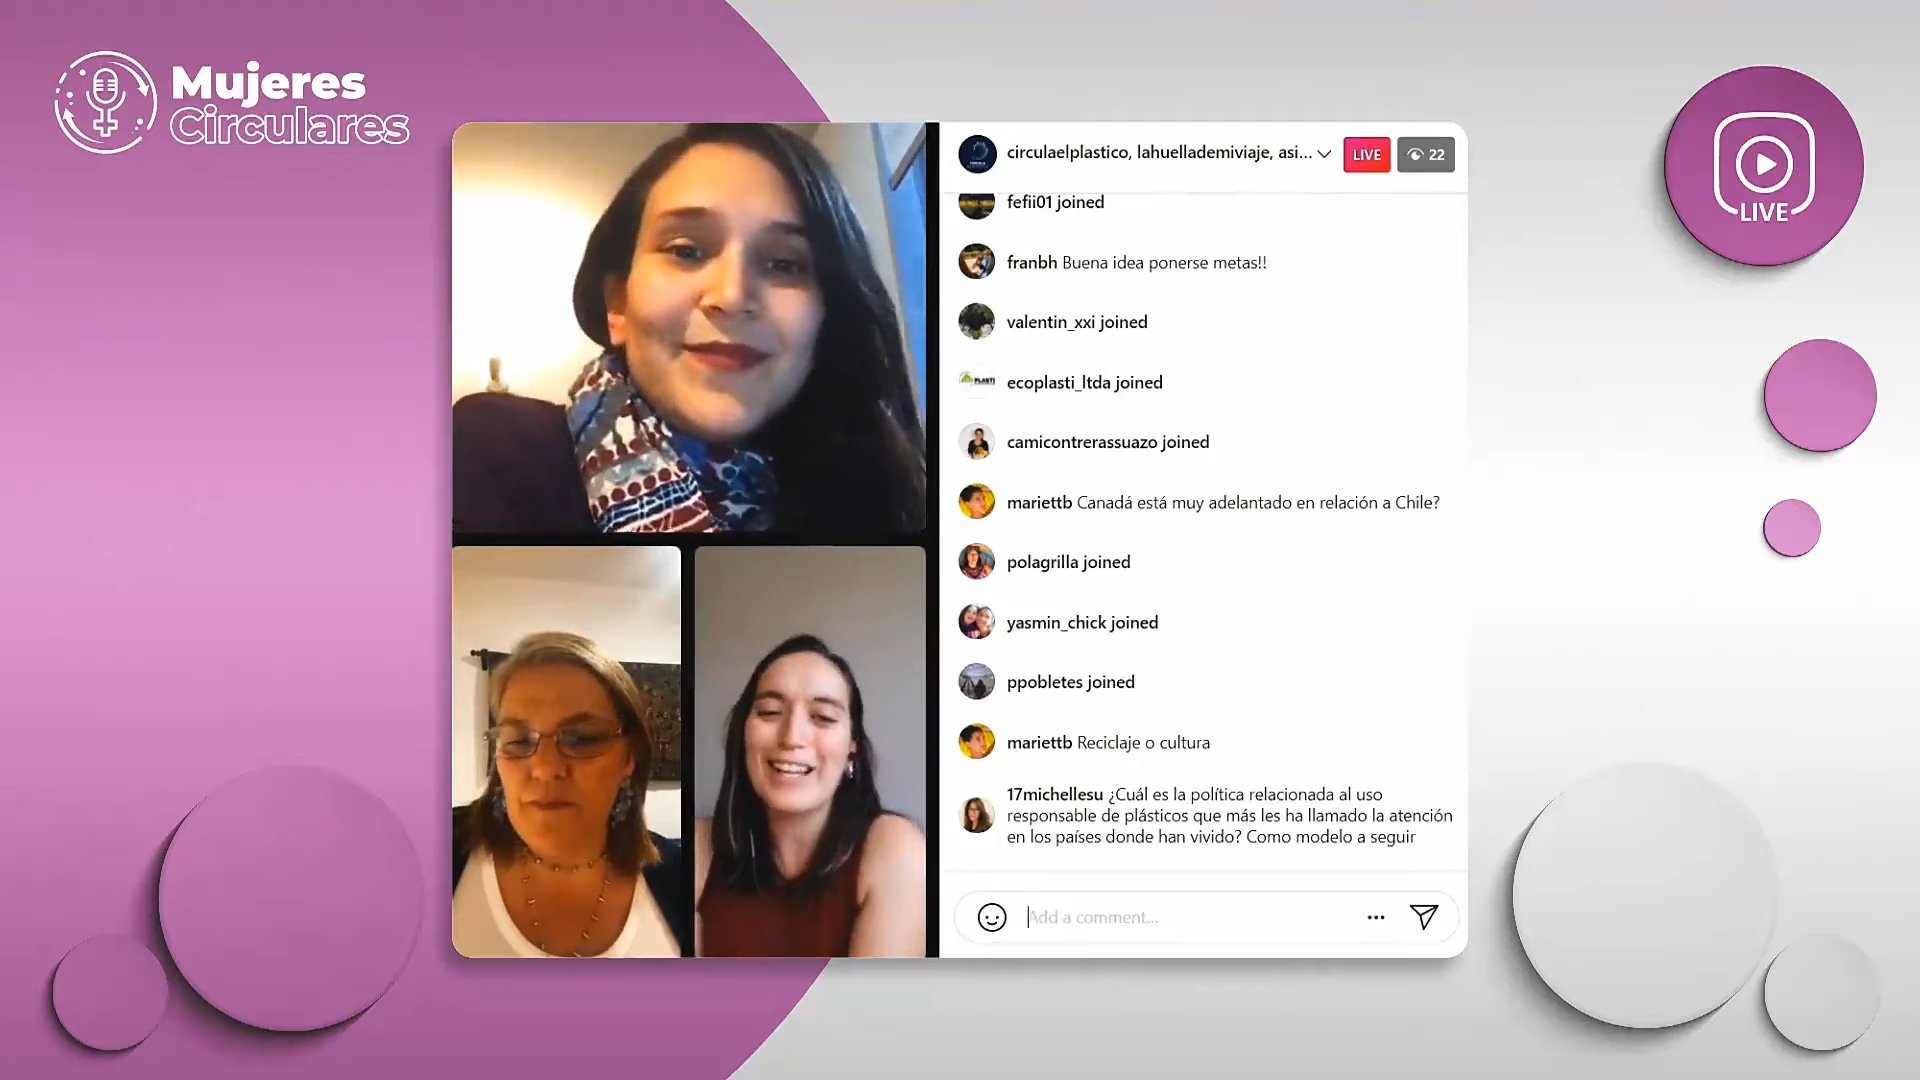 Mujeres
Circulares
circulaelplastico, lahuellademiviaje, asi...
LIVE
22
fefii01 joined
franbh Buena idea ponerse metas!!
valentin_xxi joined
PLASTI
ecoplasti_ltda joined
camicontrerassuazo joined
mariettb Canadá está muy adelantado en relación a Chile?
polagrilla joined
yasmin_chick joined
ppobletes joined
mariettb Reciclaje o cultura
17michellesu ¿Cuál es la política relacionada al uso
responsable de plásticos que más les ha llamado la atención
en los países donde han vivido? Como modelo a seguir
Add a comment...
LIVE